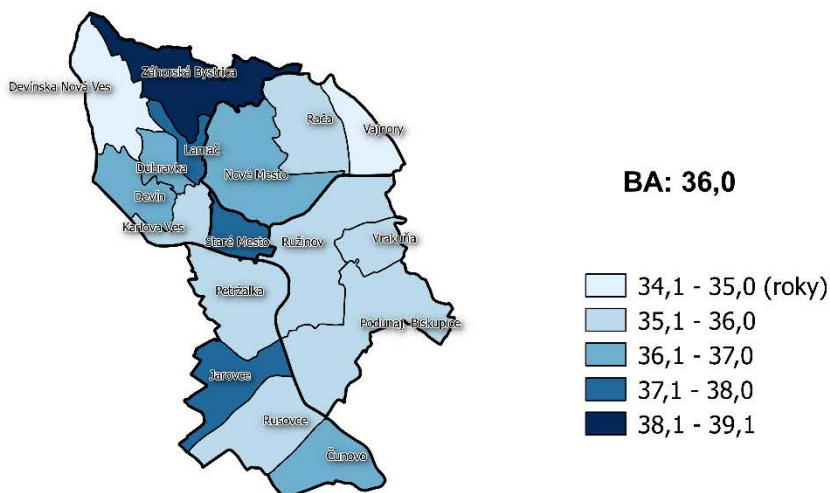 Záhorská Bystrica
Devínska Nová Ves
Rača
Vajnory
Lamač
Dúbravka
Nové Mesto
Devín
Karlova Ves
Staré Mesto
Ružinov
Vrakuňa
Petržalka
Podunaj. Biskupice
Jarovce
Rusovce
Čunovo
BA: 36,0
34,1 - 35,0 (roky)
35,1 - 36,0
36,1 - 37,0
37,1 - 38,0
38,1 - 39,1